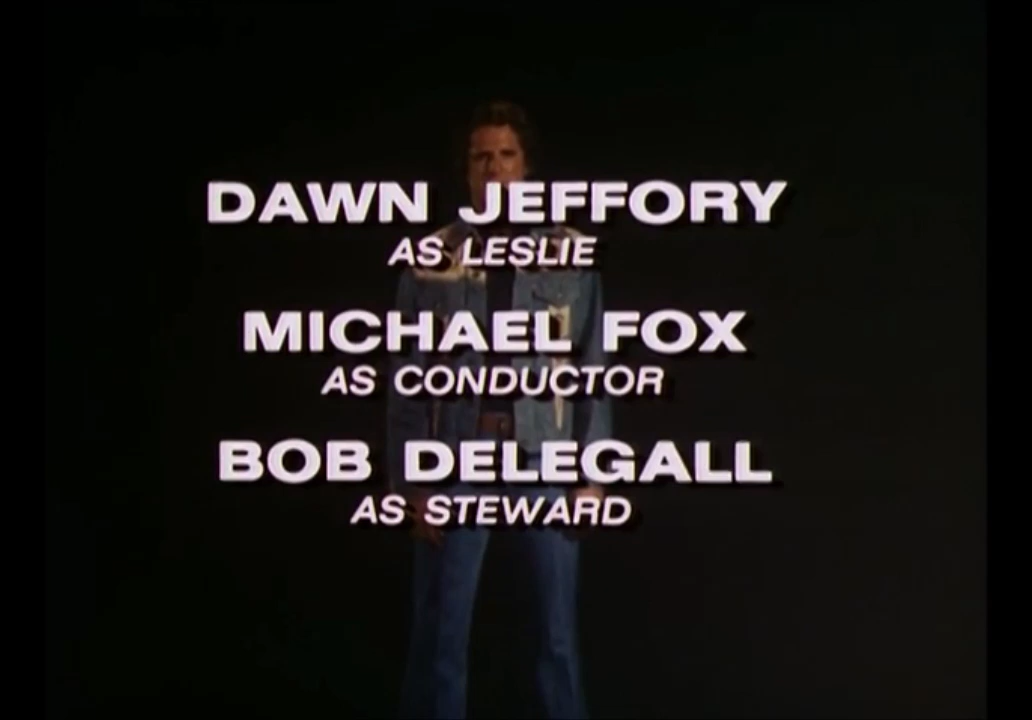 DAWN JEFFORY
AS LESLIE
MICHAEL FOX
AS CONDUCTOR
BOB DELEGALL
AS STEWARD